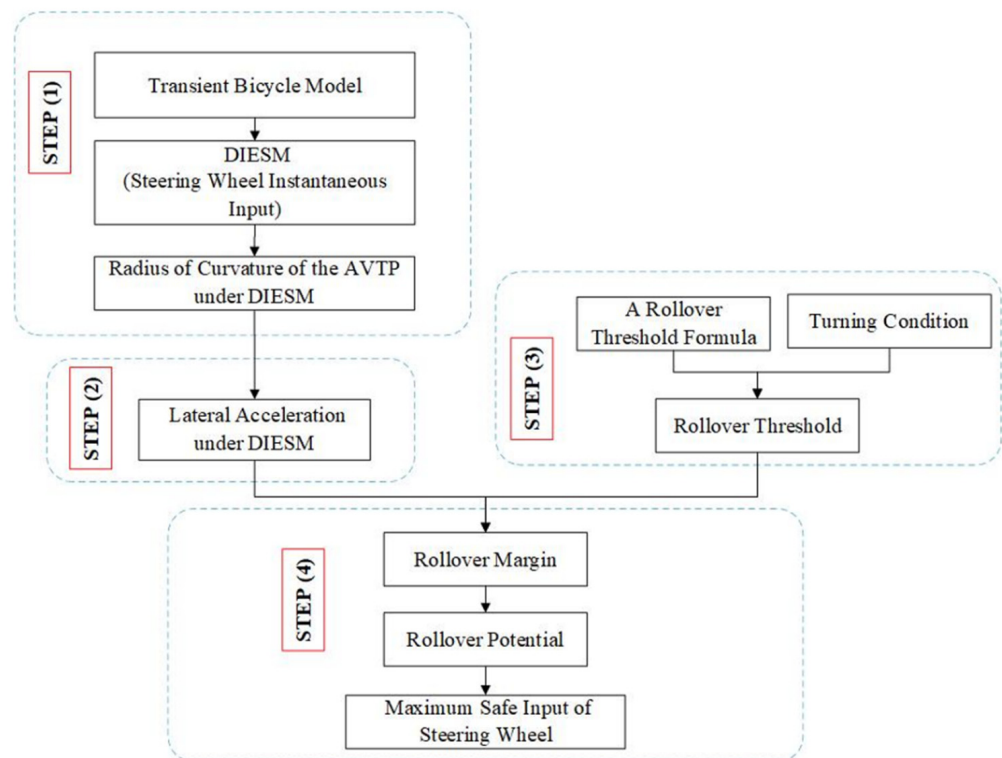 STEP (1)
Transient Bicycle Model
DIESM
(Steering Wheel Instantaneous
Input)
Radius of Curvature of the AVTP
under DIESM
STEP (2)
Lateral Acceleration
under DIESM
STEP (3)
A Rollover
Threshold Formula
Turning Condition
Rollover Threshold
STEP (4)
Rollover Margin
Rollover Potential
Maximum Safe Input of
Steering Wheel